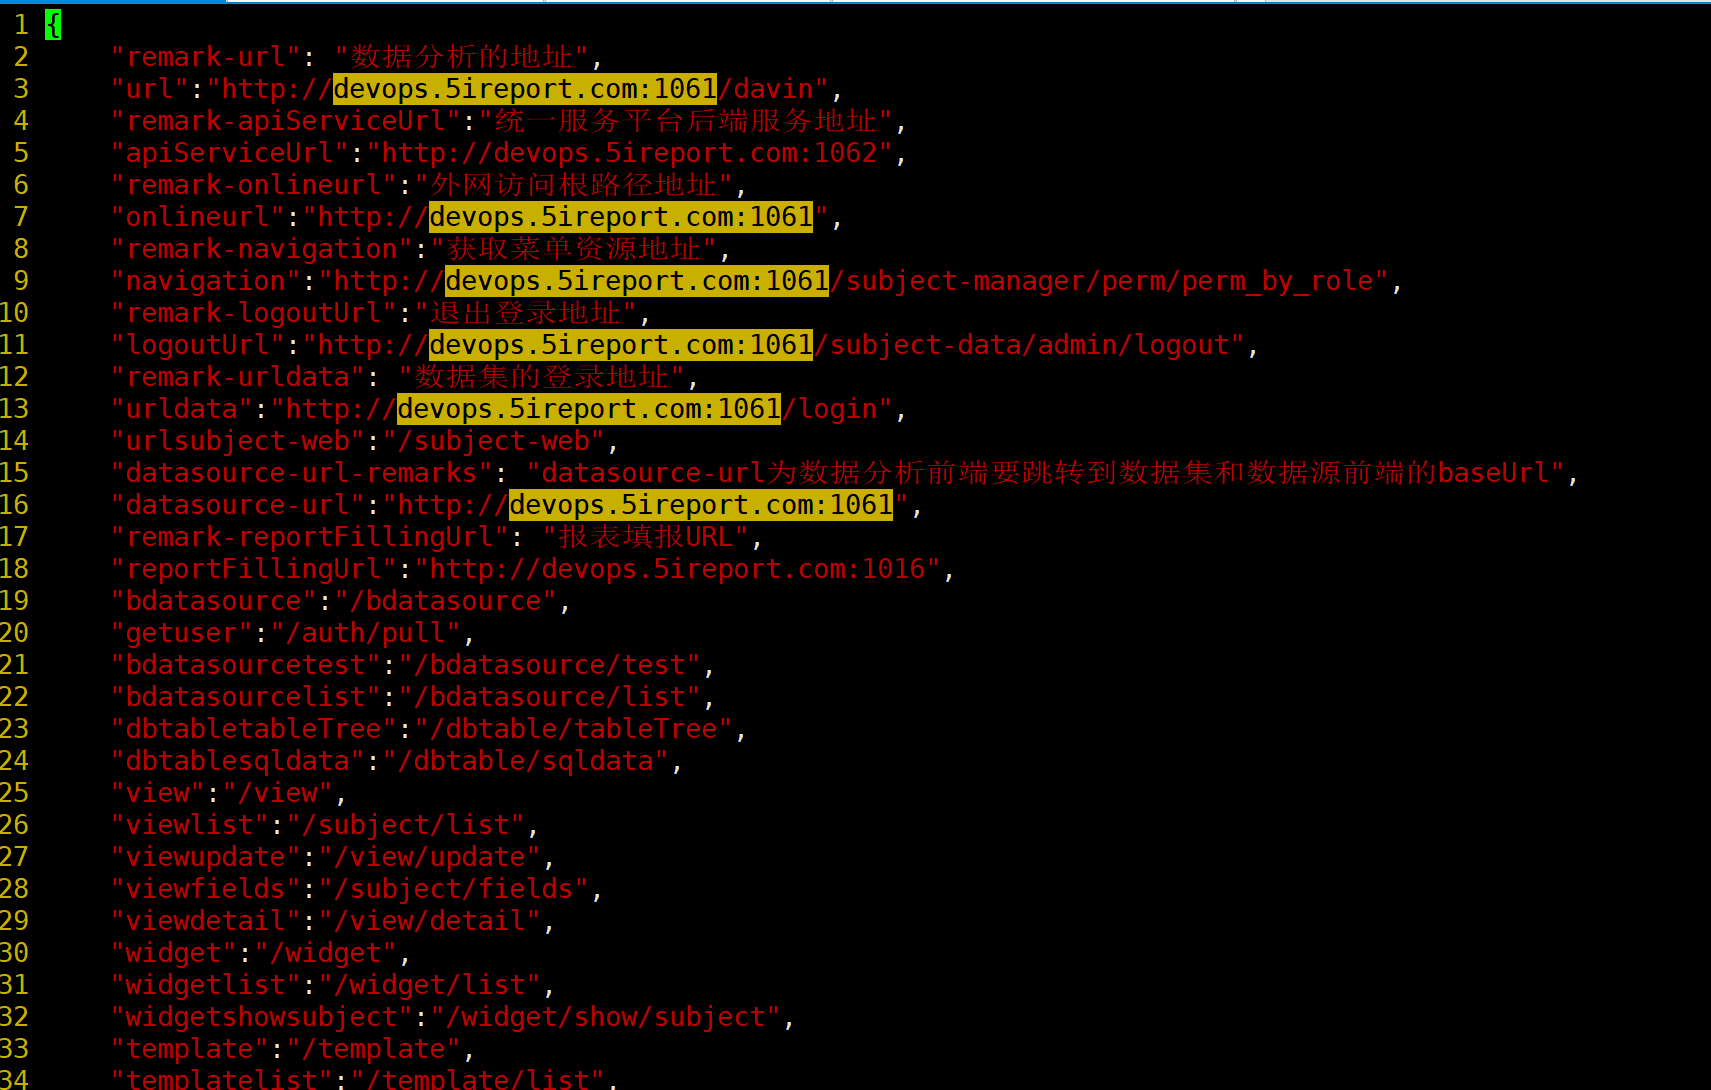 1 {
2 "remark-url": "数据分析的地址",
3 "url":"http://devops.5ireport.com:1061/davin",
4 "remark-apiServiceUrl":"统一服务平台后端服务地址",
5 "apiServiceUrl":"http://devops.5ireport.com:1062",
6 "remark-onlineurl":"外网访问根路径地址",
7 "onlineurl":"http://devops.5ireport.com:1061",
8 "remark-navigation":"获取菜单资源地址",
9 "navigation":"http://devops.5ireport.com:1061/subject-manager/perm/perm_by_role",
10 "remark-logoutUrl":"退出登录地址",
11 "logoutUrl":"http://devops.5ireport.com:1061/subject-data/admin/logout",
12 "remark-urldata": "数据集的登录地址",
13 "urldata":"http://devops.5ireport.com:1061/login",
14 "urlsubject-web":"/subject-web",
15 "datasource-url-remarks": "datasource-url为数据分析前端要跳转到数据集和数据源前端的baseUrl",
16 "datasource-url":"http://devops.5ireport.com:1061",
17 "remark-reportFillingUrl": "报表填报URL",
18 "reportFillingUrl":"http://devops.5ireport.com:1016",
19 "bdatasource":"/bdatasource",
20 "getuser":"/auth/pull",
21 "bdatasourcetest":"/bdatasource/test",
22 "bdatasourcelist":"/bdatasource/list",
23 "dbtabletableTree":"/dbtable/tableTree",
24 "dbtablesqldata":"/dbtable/sqldata",
25 "view":"/view",
26 "viewlist":"/subject/list",
27 "viewupdate":"/view/update",
28 "viewfields":"/subject/fields",
29 "viewdetail":"/view/detail",
30 "widget":"/widget",
31 "widgetlist":"/widget/list",
32 "widgetshowsubject":"/widget/show/subject",
33 "template":"/template",
34 "templatelist":"/template/list",